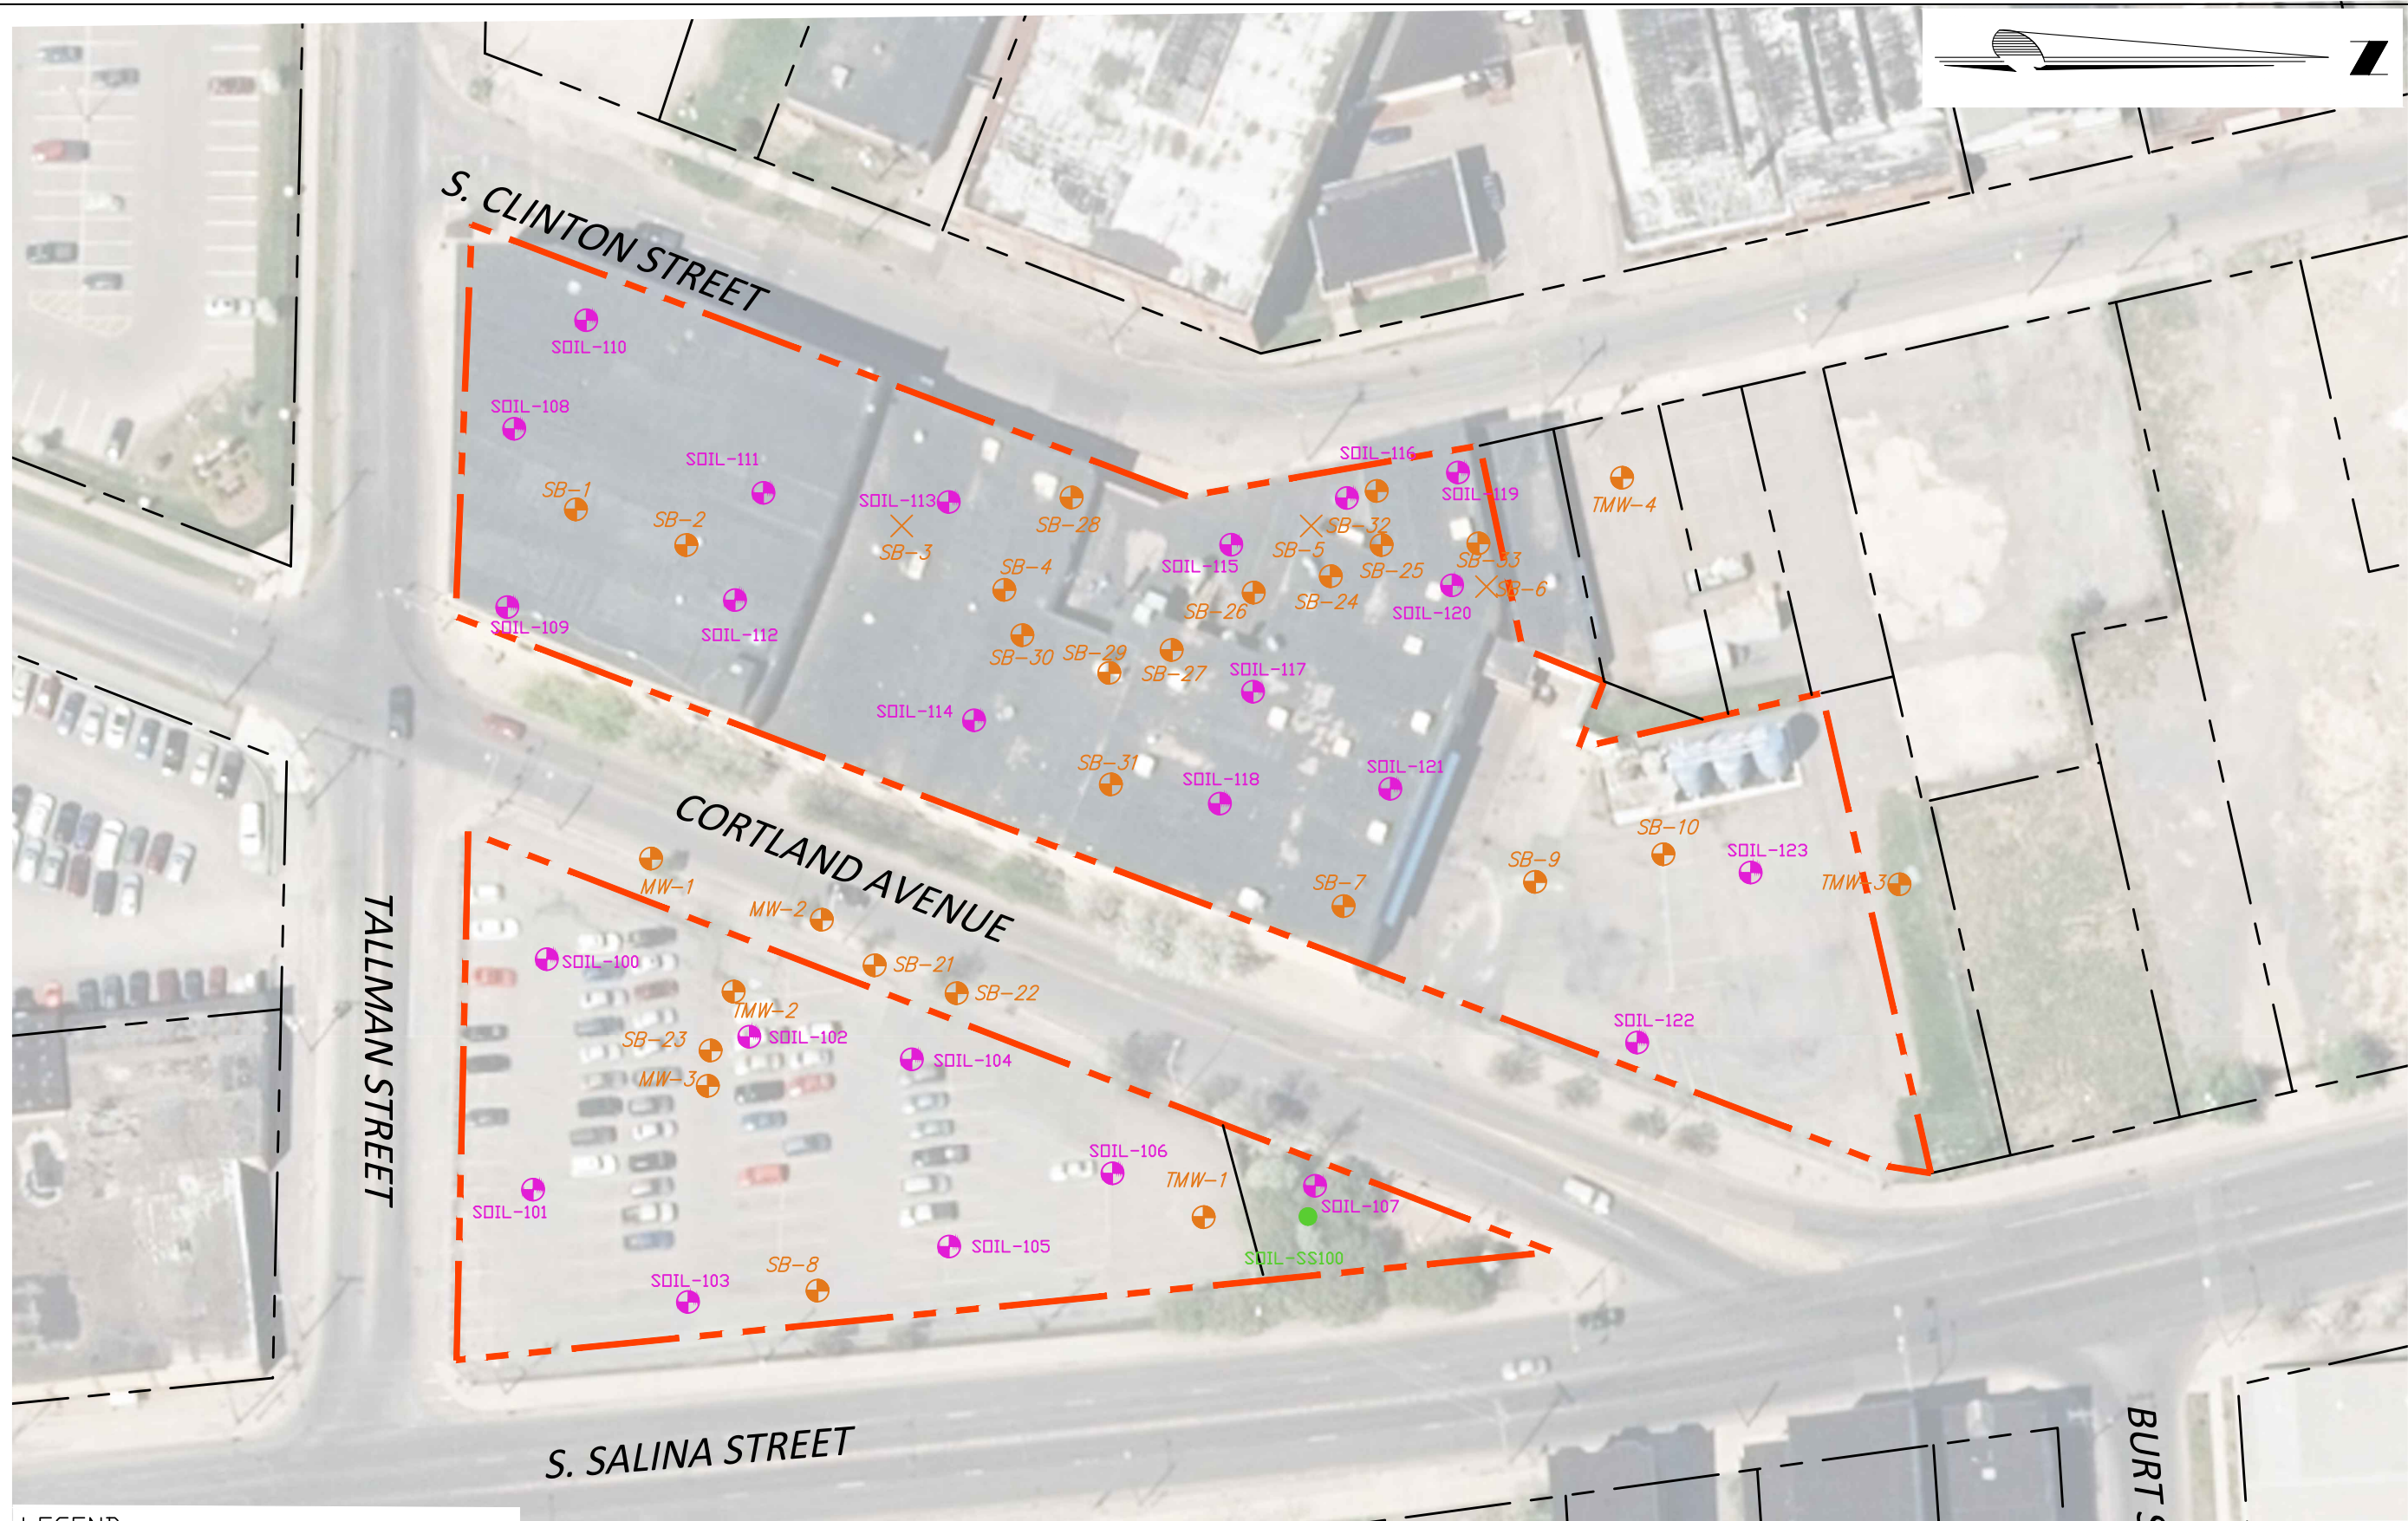 Z
S. CLINTON STREET
SOIL-110
SOIL-108
SOIL-111
SOIL-116
SB-1
SOIL-113
SOIL-119
TMW-4
SB-2
SB-28
SB-32
SB-3
SB-5
SB-33
SB-4
SOIL-115
SB-25
SB-6
SB-26
SB-24
SOIL-120
SOIL-109
SOIL-112
SB-30
SB-29
SB-27
SOIL-117
SOIL-114
SB-31
SOIL-118
SOIL-121
CORTLAND AVENUE
SB-10
SOIL-123
SB-9
SB-7
TMW-3
MW-1
MW-2
SOIL-100
SB-21
SB-22
TMW-2
SOIL-122
SB-23
SOIL-102
SOIL-104
MW-3
TALLMAN STREET
SOIL-106
TMW-1
SOIL-101
SOIL-107
SOIL-105
SOIL-SS100
SB-8
SOIL-103
S. SALINA STREET
BURT S
LEGEND